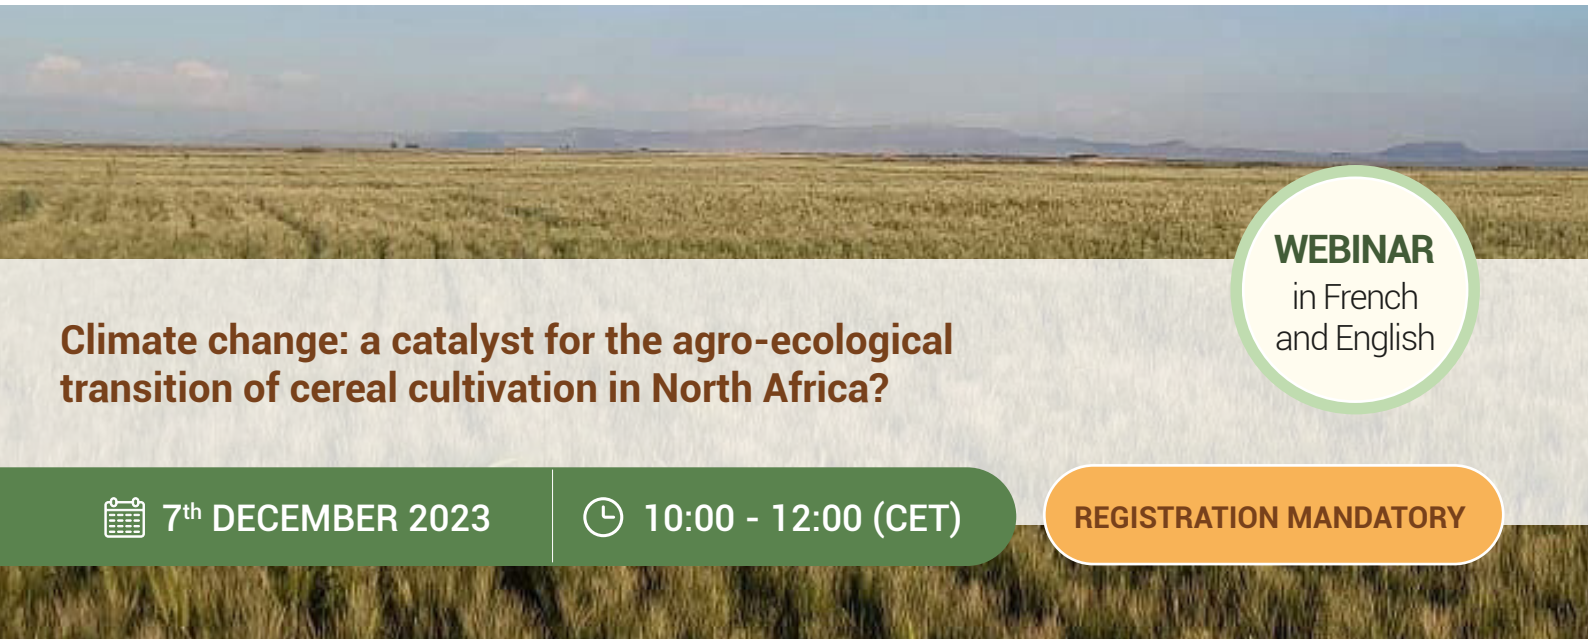 WEBINAR
in French
and English
Climate change: a catalyst for the agro-ecological
transition of cereal cultivation in North Africa?
7th DECEMBER 2023
10:00 - 12:00 (CET)
REGISTRATION MANDATORY